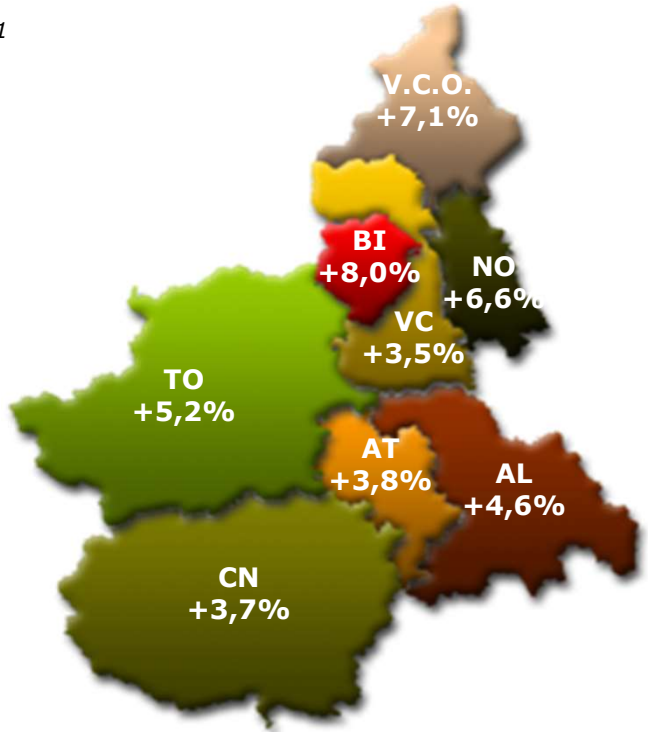 1
V.C.O.
+7,1%
BI
+8,0%
NO
+6,6%
VC
+3,5%
TO
+5,2%
AT
+3,8%
AL
+4,6%
CN
+3,7%